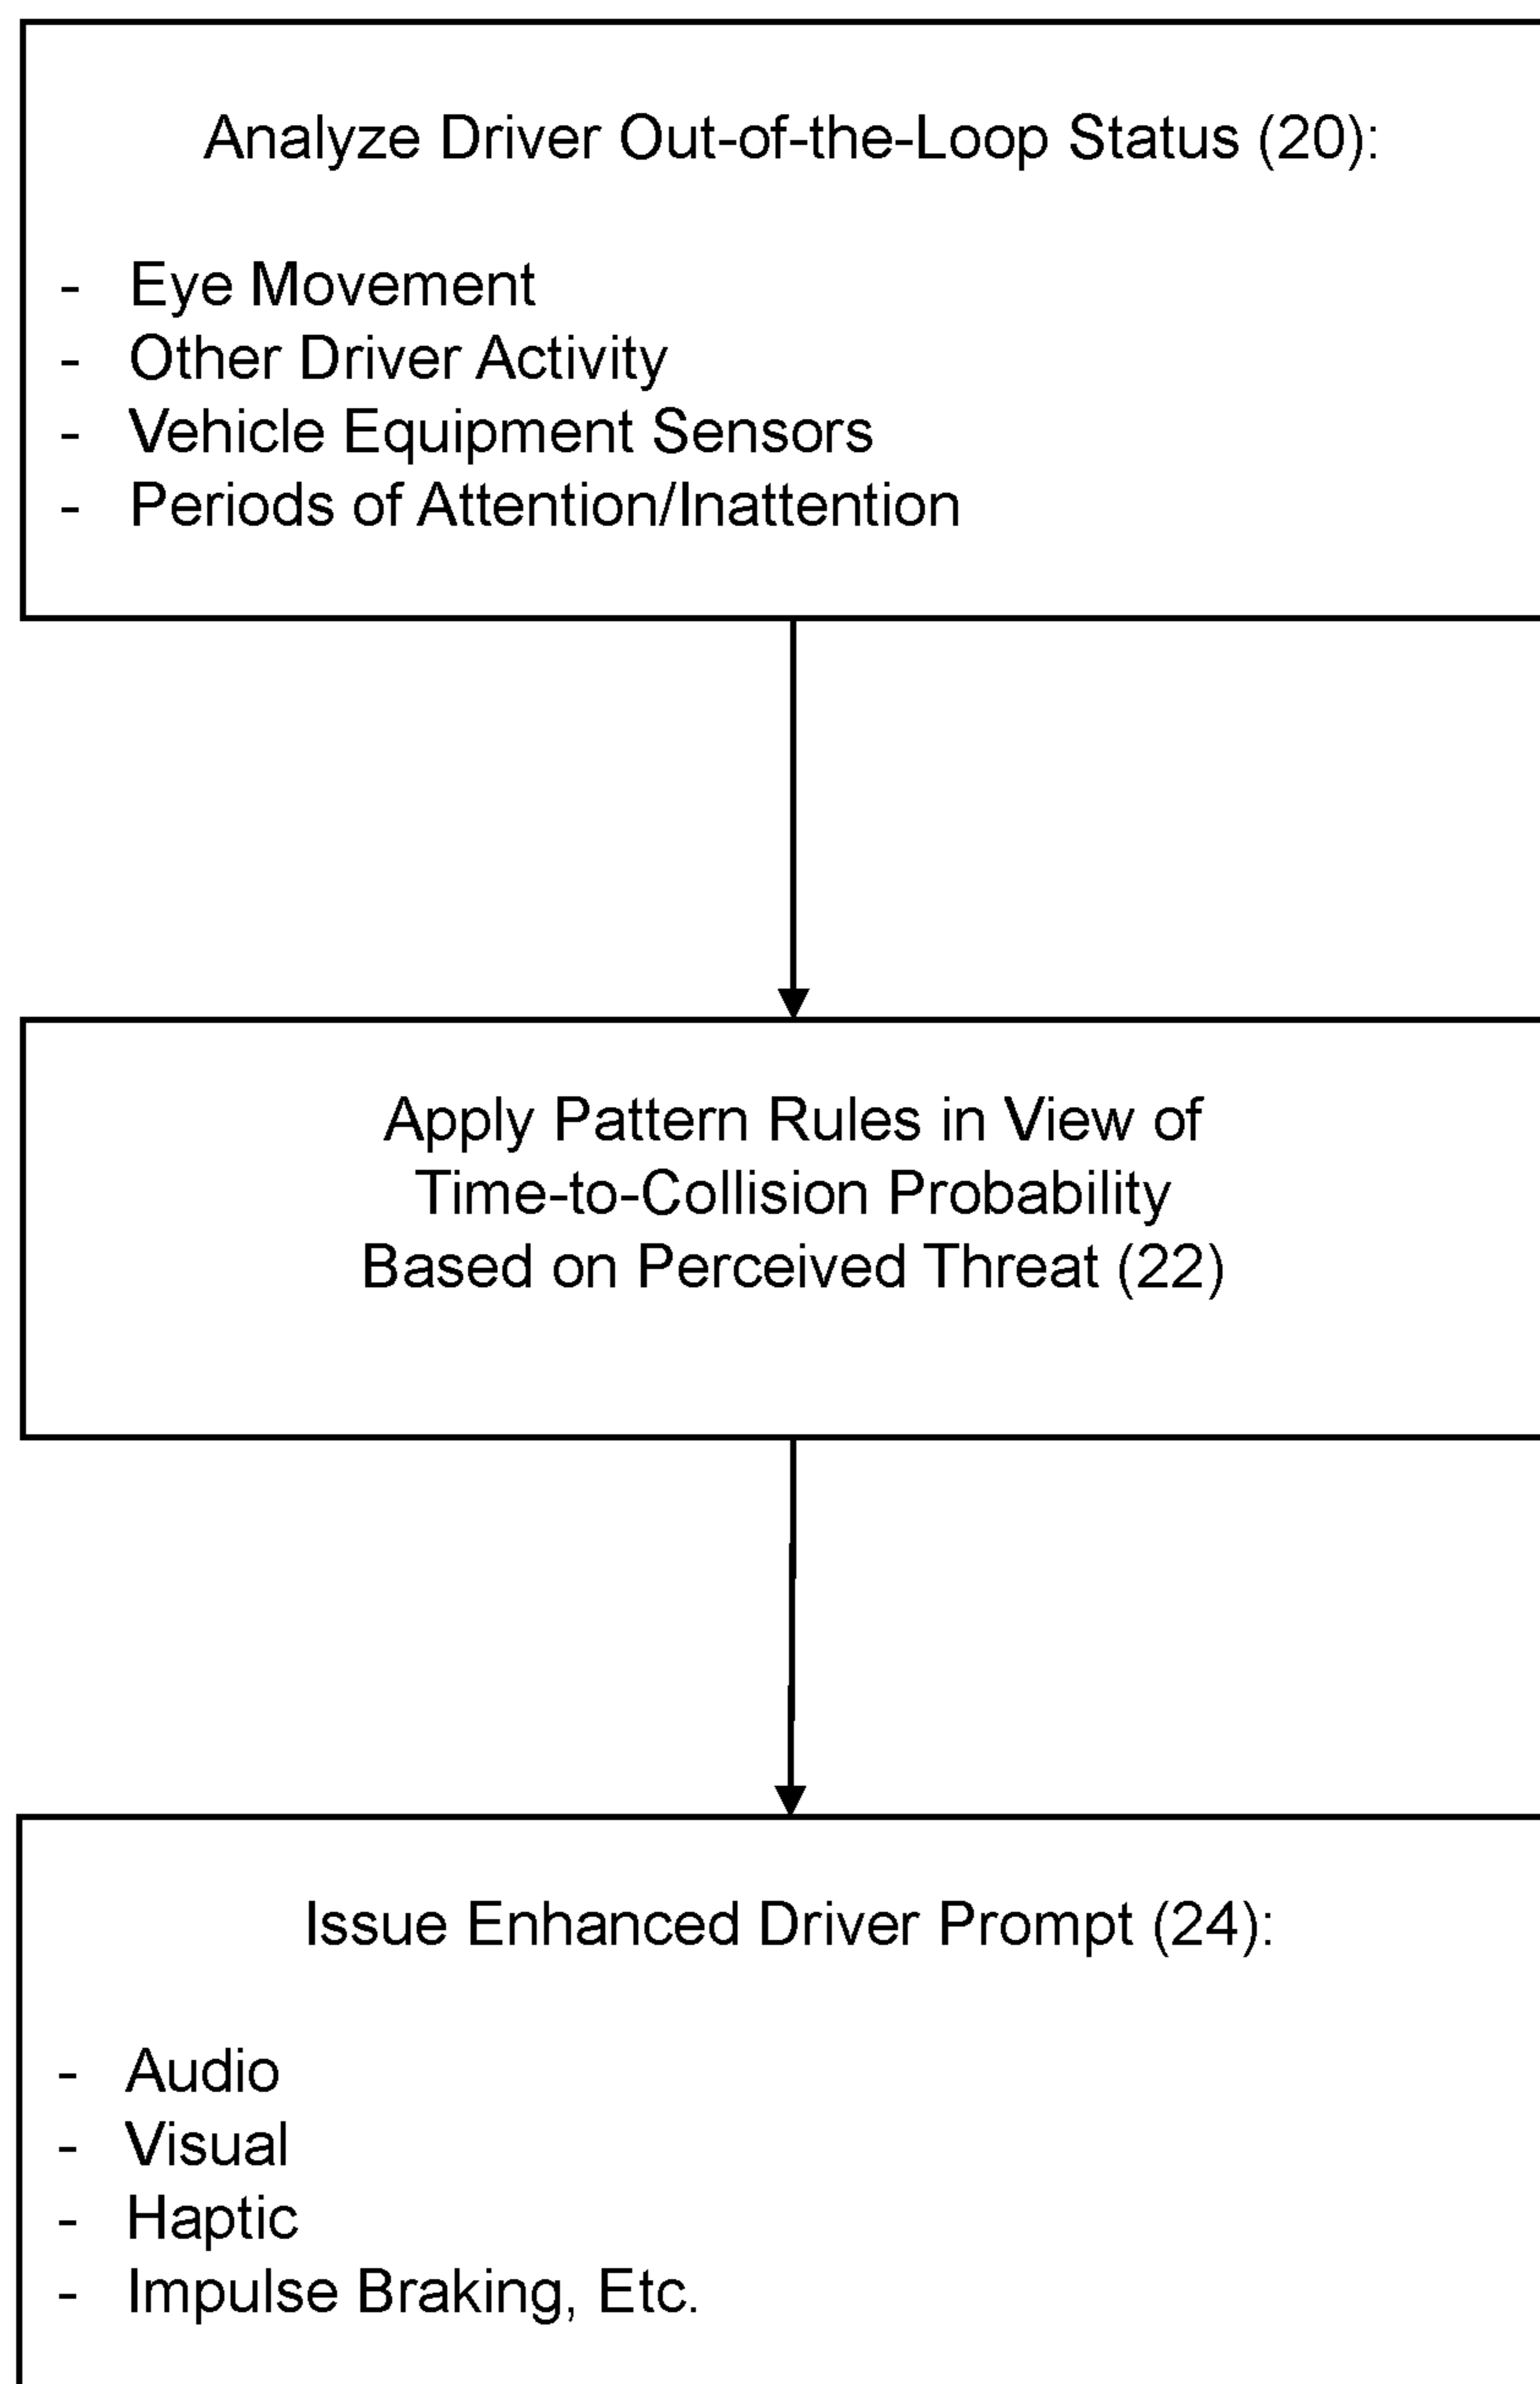 Analyze Driver Out-of-the-Loop Status (20):
- Eye Movement
- Other Driver Activity
- Vehicle Equipment Sensors
- Periods of Attention/Inattention
Apply Pattern Rules in View of
Time-to-Collision Probability
Based on Perceived Threat (22)
Issue Enhanced Driver Prompt (24):
- Audio
- Visual
- Haptic
- Impulse Braking, Etc.